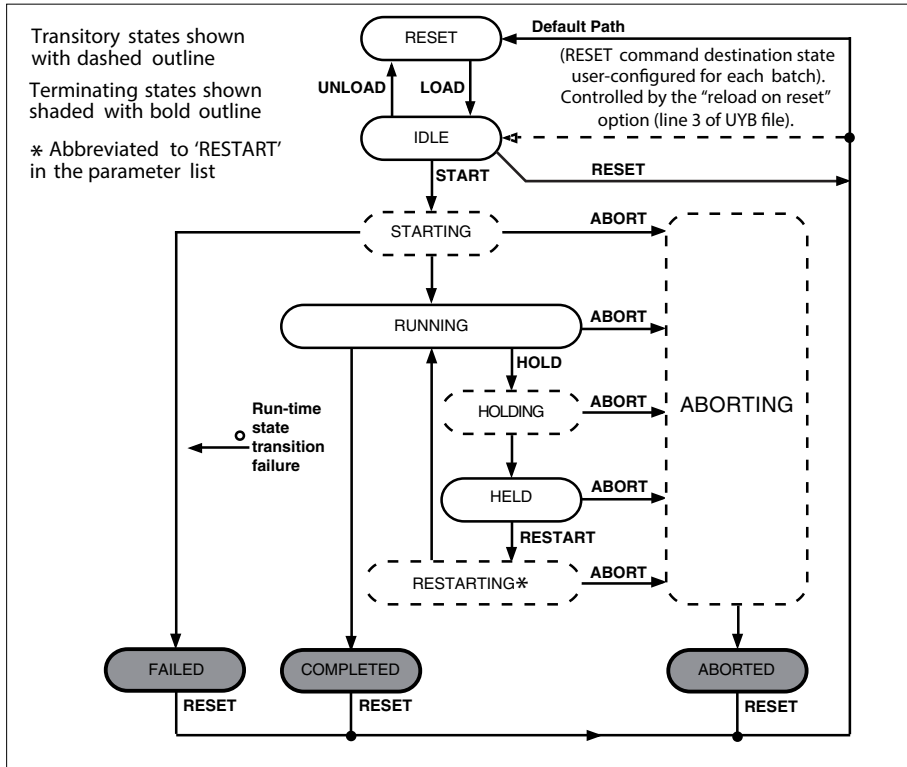 Transitory states shown
with dashed outline
Terminating states shown
shaded with bold outline
* Abbreviated to 'RESTART'
in the parameter list
RESET
Default Path
(RESET command destination state
user-configured for each batch).
Controlled by the “reload on reset”
option (line 3 of UYB file).
UNLOAD
LOAD
IDLE
START
RESET
STARTING
ABORT
RUNNING
ABORT
HOLD
HOLDING
ABORT
ABORTING
Run-time
state
transition
failure
HELD
ABORT
RESTART
RESTARTING*
ABORT
FAILED
COMPLETED
ABORTED
RESET
RESET
RESET